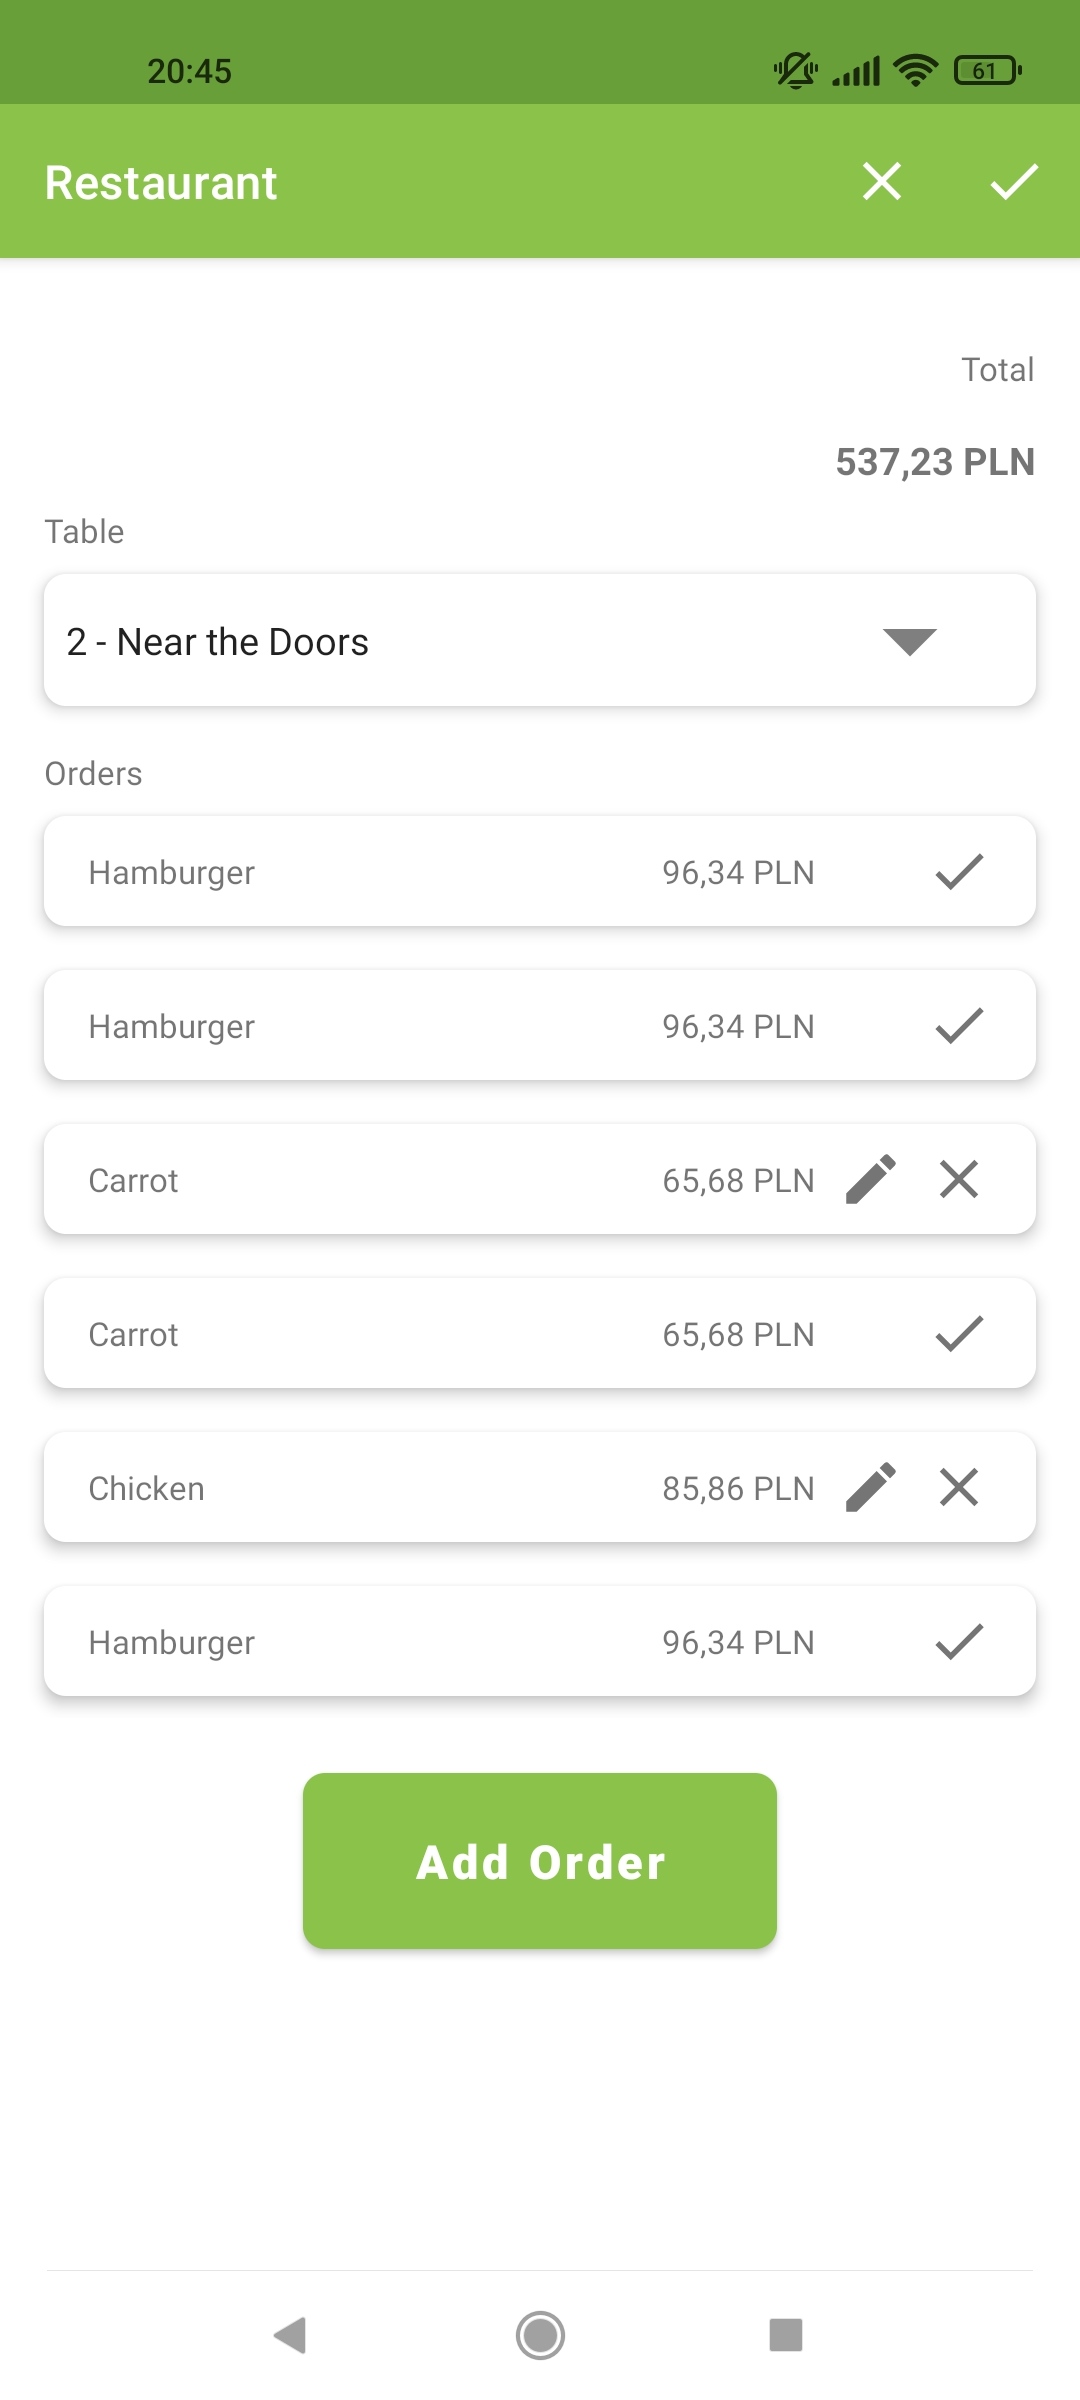 20:45
61
Restaurant
Total
537,23 PLN
Table
2 - Near the Doors
Orders
Hamburger 96,34 PLN
Hamburger 96,34 PLN
Carrot 65,68 PLN
Carrot 65,68 PLN
Chicken 85,86 PLN
Hamburger 96,34 PLN
Add Order